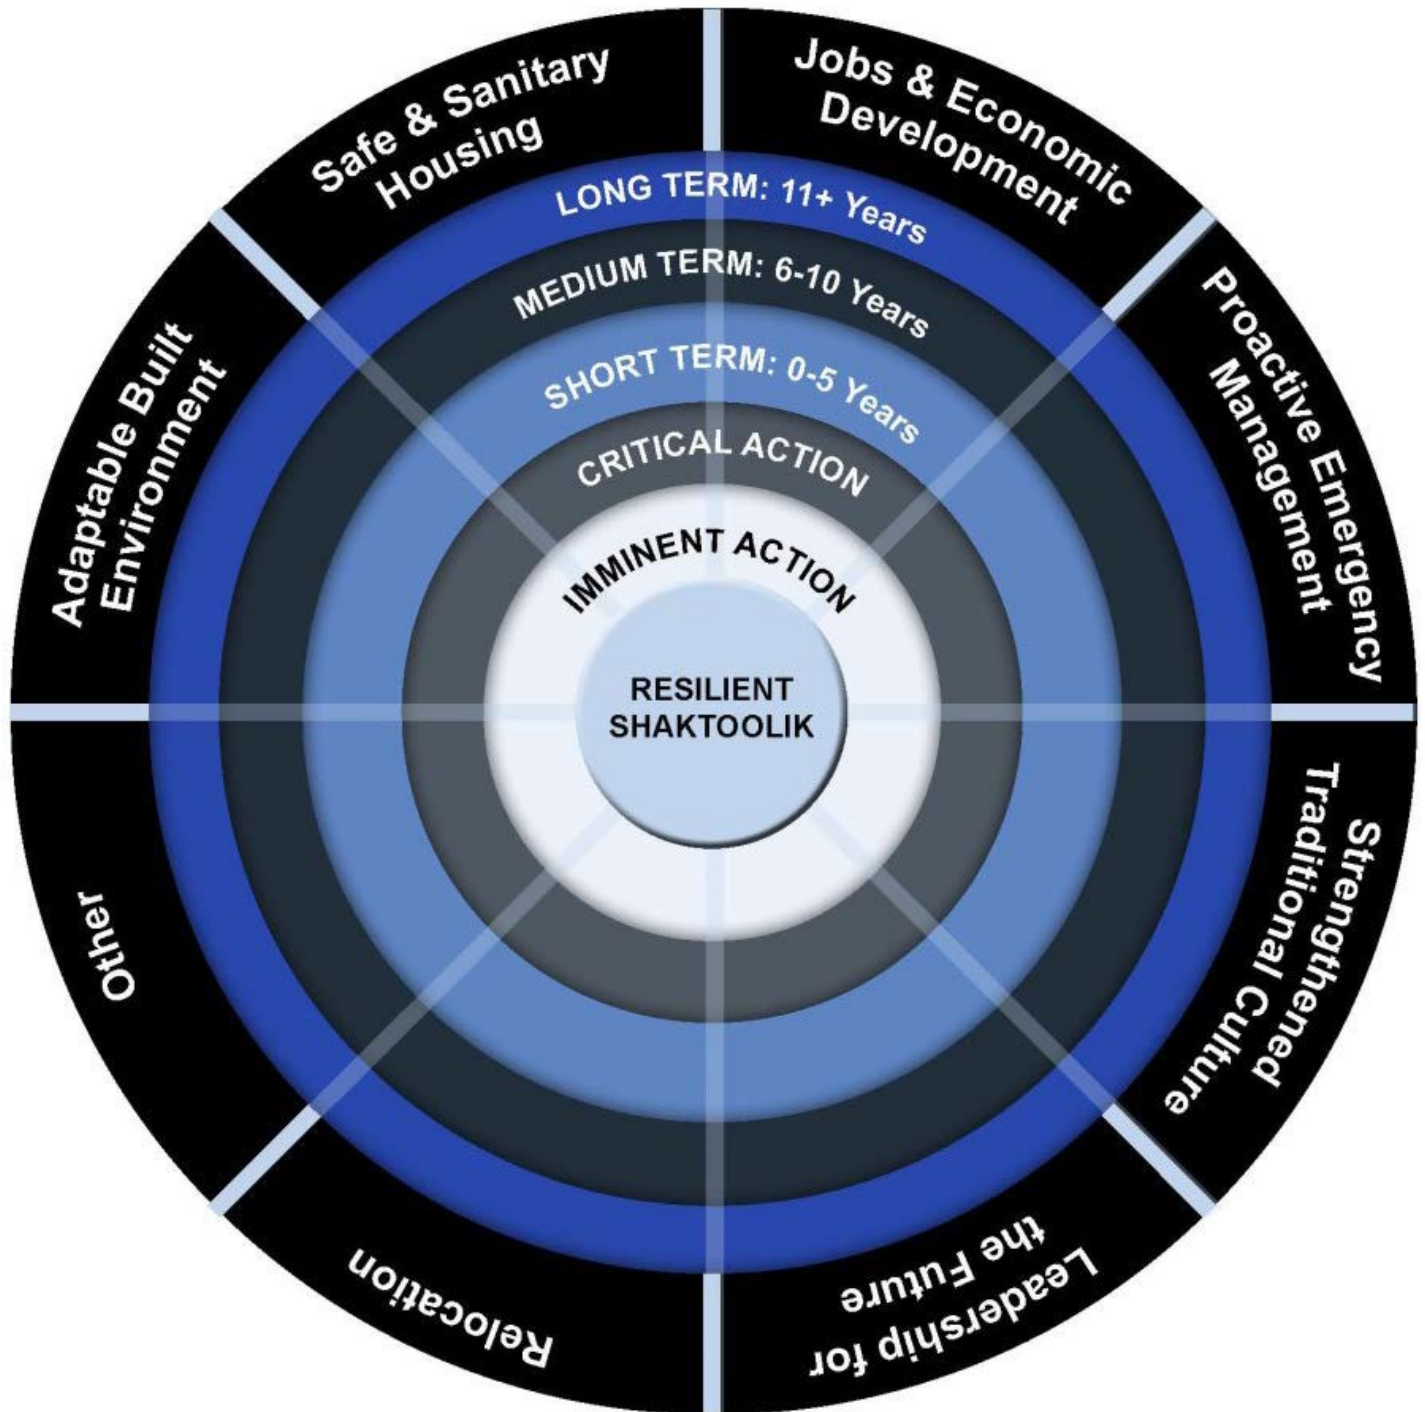 Safe & Sanitary
Housing
Jobs & Economic
Development
Proactive Emergency
Management
Strengthened
Traditional Culture
Leadership for
the Future
Relocation
Other
Adaptable Built
Environment
LONG TERM: 11+ Years
MEDIUM TERM: 6-10 Years
SHORT TERM: 0-5 Years
CRITICAL ACTION
IMMINENT ACTION
RESILIENT
SHAKTOOLIK